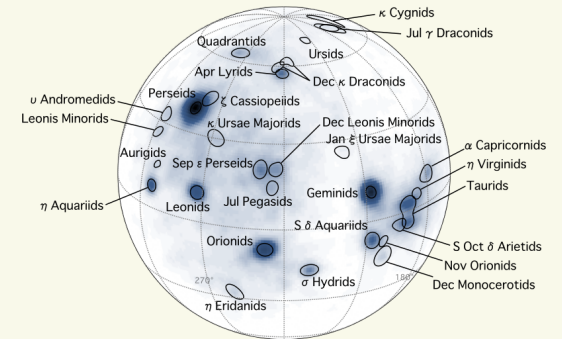 κ Cygnids
Jul γ Draconids
Quadrantids
Ursids
Apr Lyrids
Dec κ Draconids
Perseids
ζ Cassiopeiids
υ Andromedids
Leonis Minorids
κ Ursae Majorids
Dec Leonis Minorids
Jan ξ Ursae Majorids
Aurigids
Sep ε Perseids
α Capricornids
η Virginids
Taurids
Geminids
η Aquariids
Leonids
Jul Pegasids
S δ Aquariids
Orionids
S Oct δ Arietids
Nov Orionids
Dec Monocerotids
270°
180°
σ Hydrids
η Eridanids